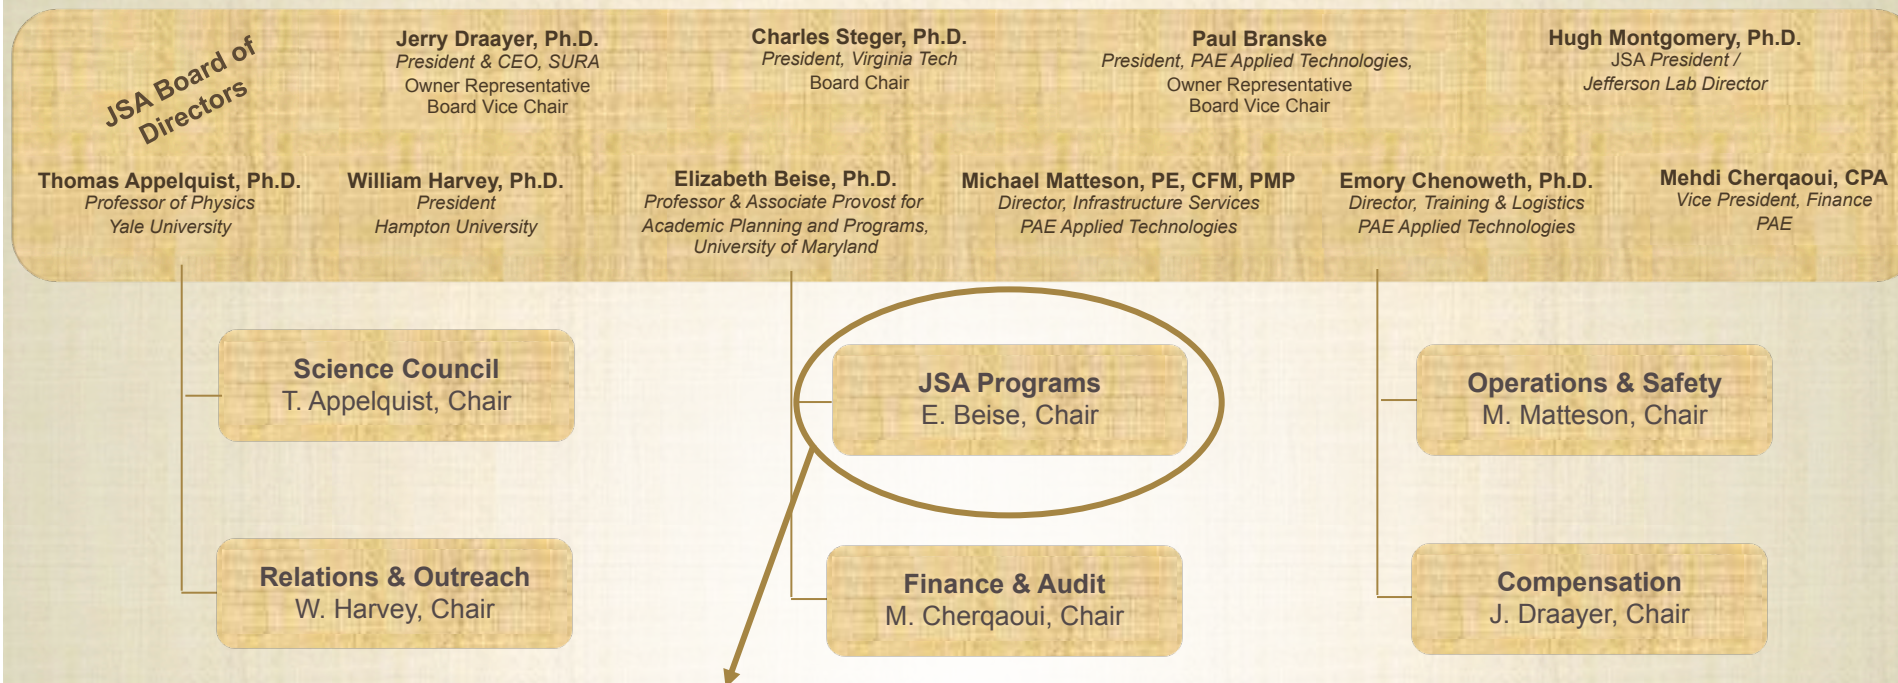 JSA Board of
Directors
Jerry Draayer, Ph.D.
President & CEO, SURA
Owner Representative
Board Vice Chair
Charles Steger, Ph.D.
President, Virginia Tech
Board Chair
Paul Branske
President, PAE Applied Technologies,
Owner Representative
Board Vice Chair
Hugh Montgomery, Ph.D.
JSA President /
Jefferson Lab Director
Thomas Appelquist, Ph.D.
Professor of Physics
Yale University
William Harvey, Ph.D.
President
Hampton University
Elizabeth Beise, Ph.D.
Professor & Associate Provost for
Academic Planning and Programs,
University of Maryland
Michael Matteson, PE, CFM, PMP
Director, Infrastructure Services
PAE Applied Technologies
Emory Chenoweth, Ph.D.
Director, Training & Logistics
PAE Applied Technologies
Mehdi Cherqaoui, CPA
Vice President, Finance
PAE
Science Council
T. Appelquist, Chair
JSA Programs
E. Beise, Chair
Operations & Safety
M. Matteson, Chair
Relations & Outreach
W. Harvey, Chair
Finance & Audit
M. Cherqaoui, Chair
Compensation
J. Draayer, Chair